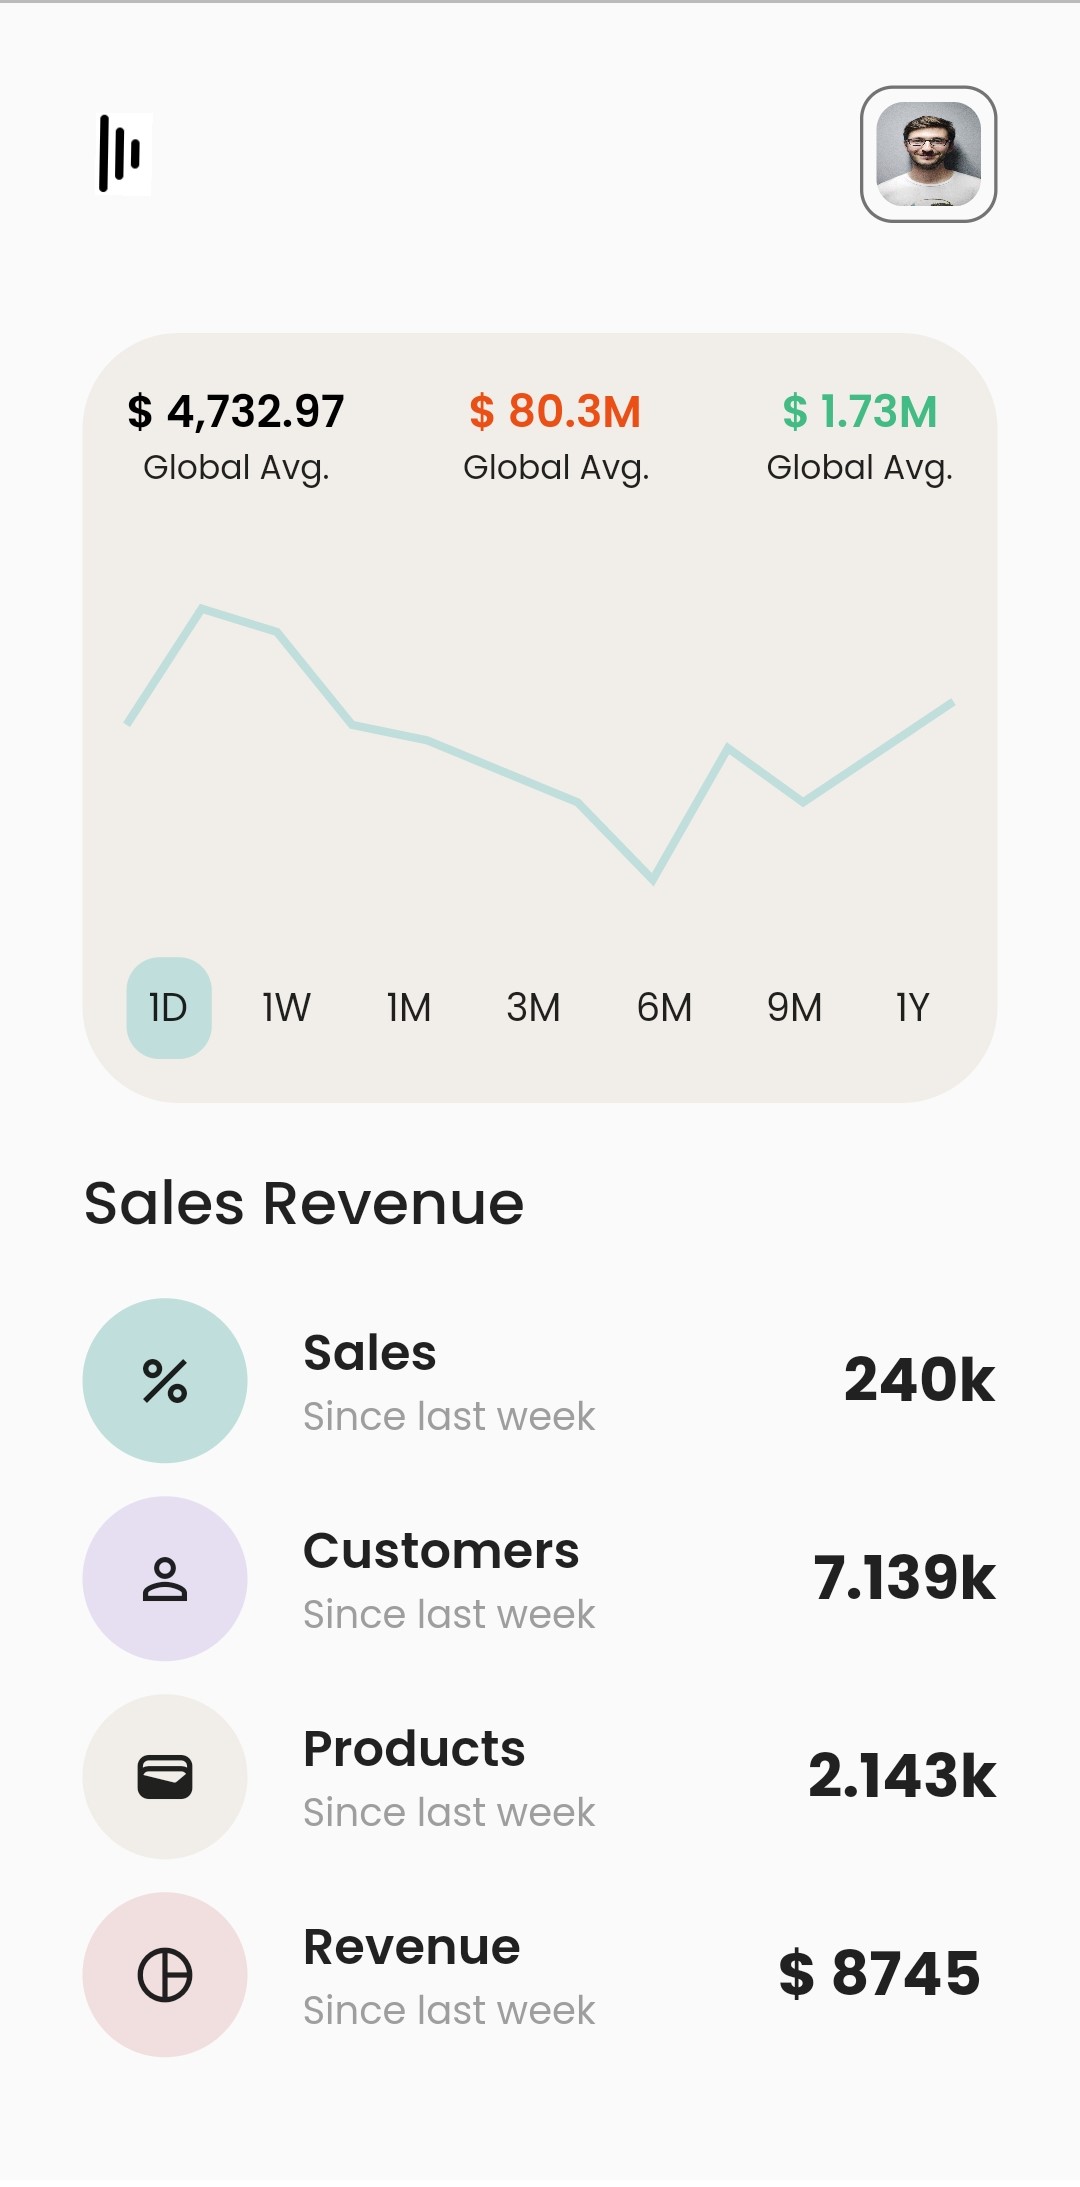 $ 4,732.97 $ 80.3M $ 1.73M
Global Avg. Global Avg. Global Avg.
1D 1W 1M 3M 6M 9M 1Y
Sales Revenue
Sales
Since last week
240k
Customers
Since last week
7.139k
Products
Since last week
2.143k
Revenue
Since last week
$ 8745